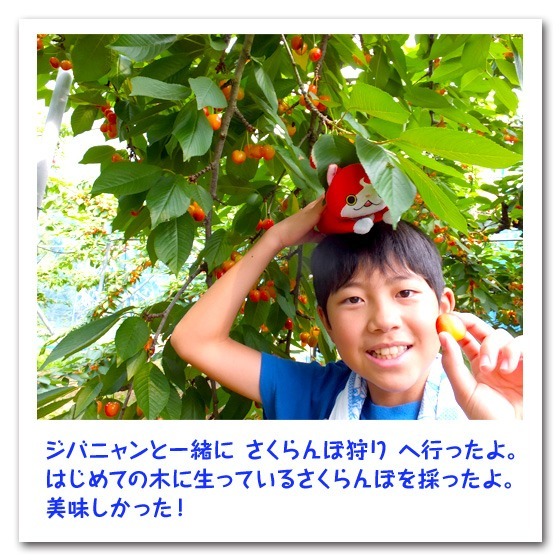 ジバニャンと一緒に さくらんぼ狩り へ行ったよ。
はじめての木に生っているさくらんぼを採ったよ。
美味しかった！